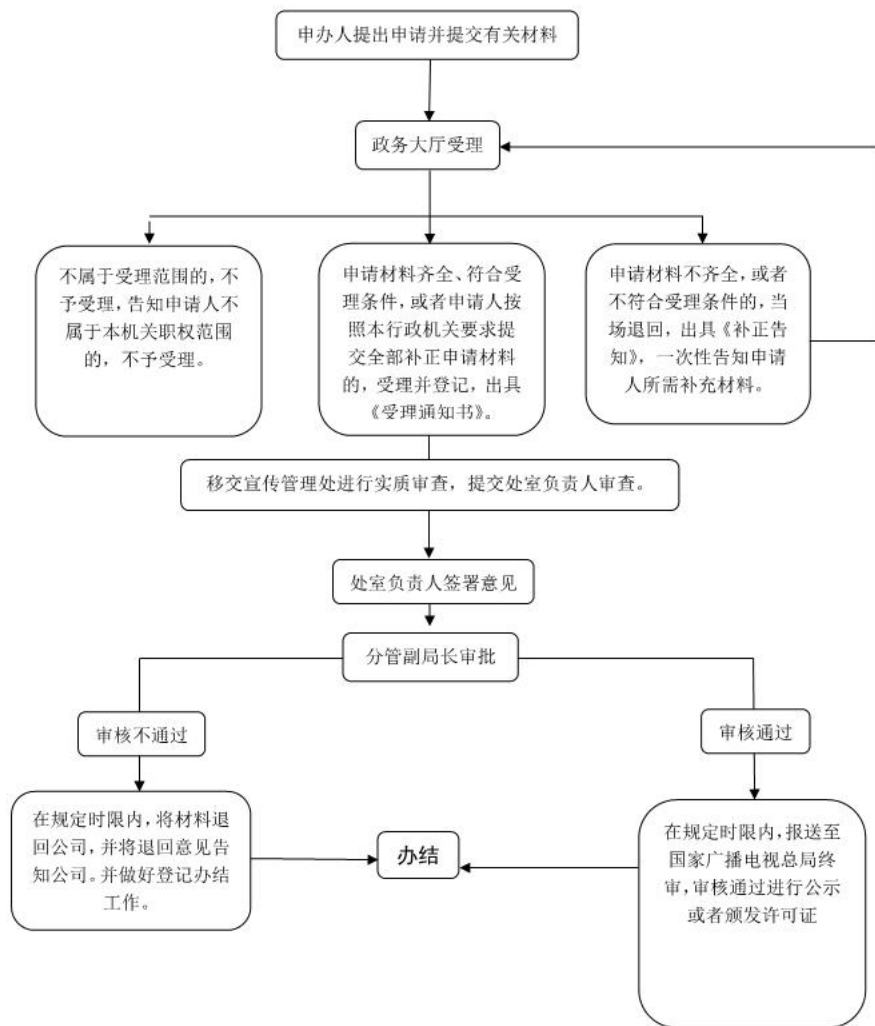 申办人提出申请并提交有关材料
政务大厅受理
不属于受理范围的，不
予受理，告知申请人不
属于本机关职权范围
的，不予受理。
申请材料齐全、符合受
理条件，或者申请人按
照本行政机关要求提
交全部补正申请材料
的，受理并登记，出具
《受理通知书》。
申请材料不齐全，或者
不符合受理条件的，当
场退回，出具《补正告
知》，一次性告知申请
人所需补充材料。
移交宣传管理处进行实质审查，提交处室负责人审查。
处室负责人签署意见
分管副局长审批
审核不通过
审核通过
在规定时限内，将材料退
回公司，并将退回意见告
知公司。并做好登记办结
工作。
办结
在规定时限内，报送至
国家广播电视总局终
审，审核通过进行公示
或者颁发许可证